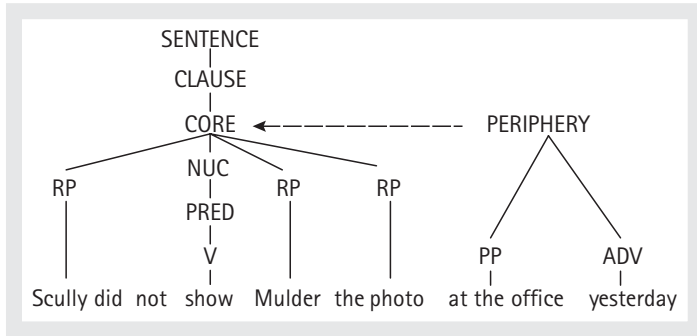 SENTENCE
CLAUSE
CORE PERIPHERY
NUC
RP RP RP
PRED
V PP ADV
Scully did not show Mulder the photo at the office yesterday